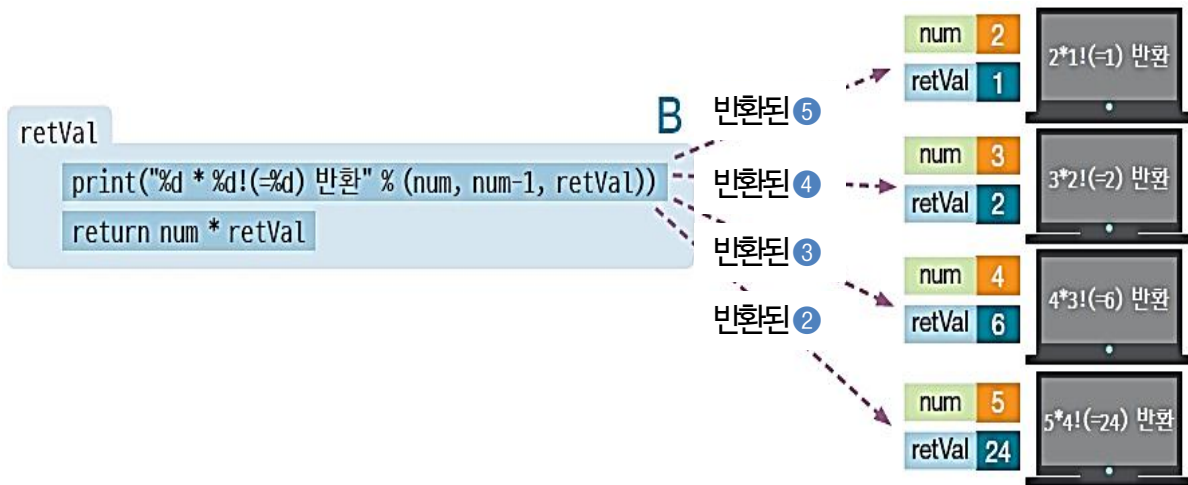 retVal
B
print("%d * %d!(=%d) 반환" % (num, num-1, retVal))
return num * retVal
반환된 5
반환된 4
반환된 3
반환된 2
num 2
retVal 1
2*1!(=1) 반환
num 3
retVal 2
3*2!(=2) 반환
num 4
retVal 6
4*3!(=6) 반환
num 5
retVal 24
5*4!(=24) 반환